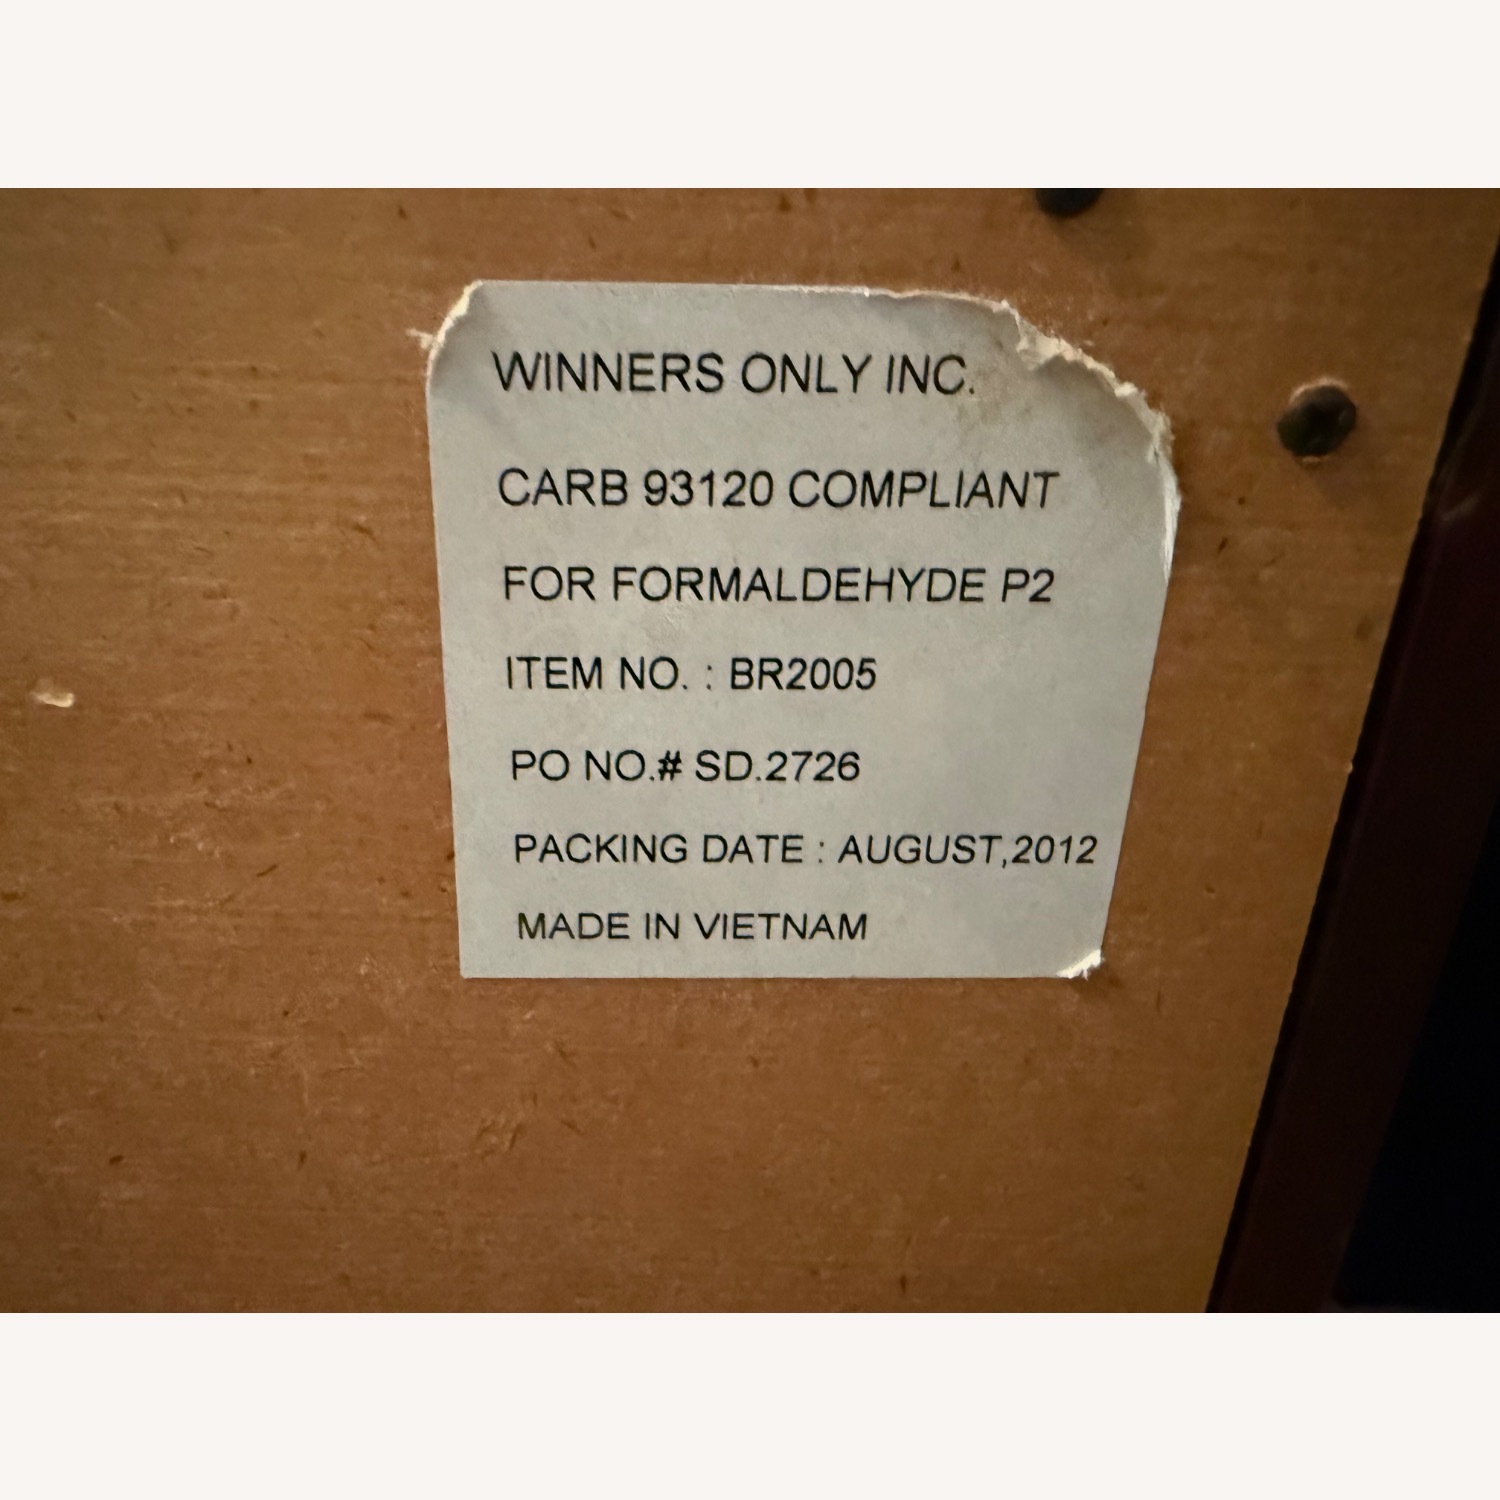 WINNERS ONLY INC.
CARB 93120 COMPLIANT
FOR FORMALDEHYDE P2
ITEM NO. : BR2005
PO NO.# SD.2726
PACKING DATE : AUGUST,2012
MADE IN VIETNAM